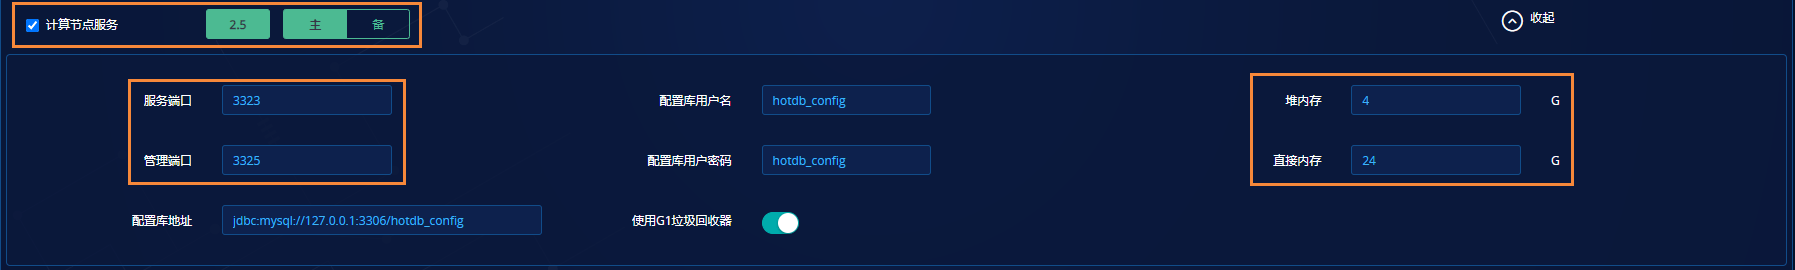 计算节点服务 2.5 主 备 收起
服务端口 3323 配置库用户名 hotdb_config 堆内存 4 G
管理端口 3325 配置库用户密码 hotdb_config 直接内存 24 G
配置库地址 jdbc:mysql://127.0.0.1:3306/hotdb_config 使用G1垃圾回收器